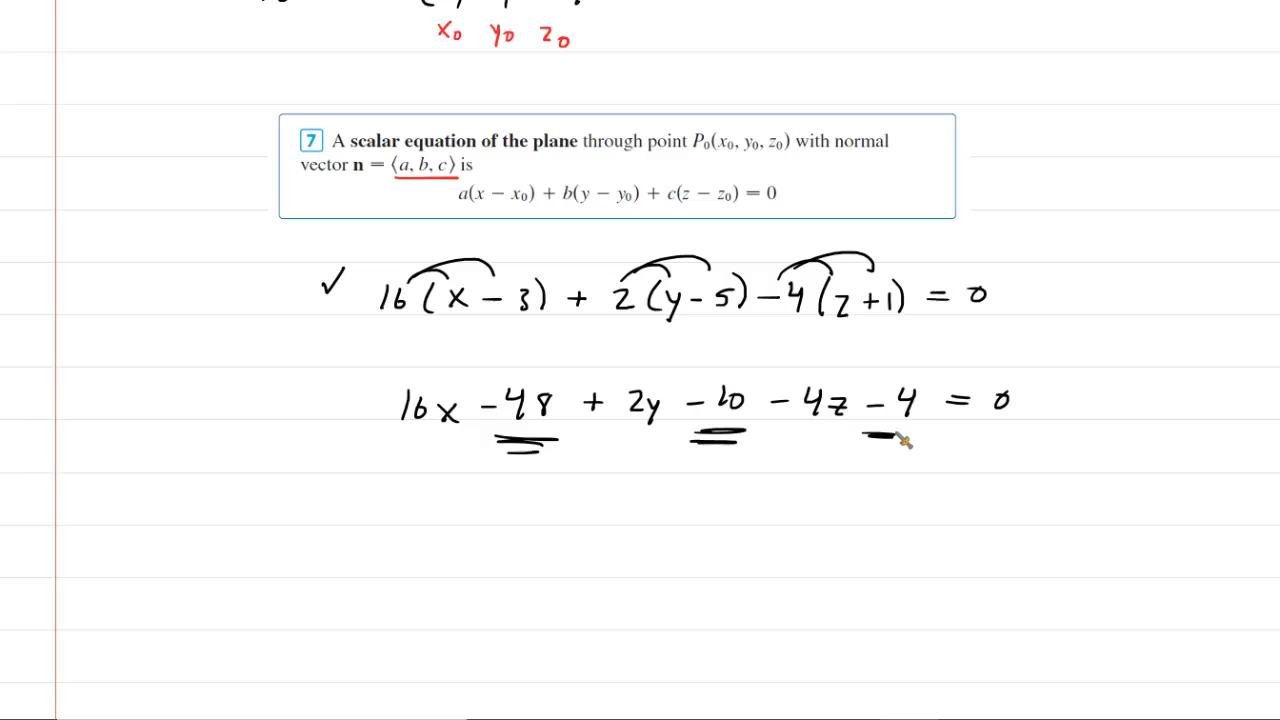 x0 y0 z0
7 A scalar equation of the plane through point P₀(x₀, y₀, z₀) with normal
vector n = ⟨a, b, c⟩ is
a(x − x₀) + b(y − y₀) + c(z − z₀) = 0
✓ 16(x − 3) + 2(y − 5) − 4(z + 1) = 0
16x − 48 + 2y − 10 − 4z − 4 = 0